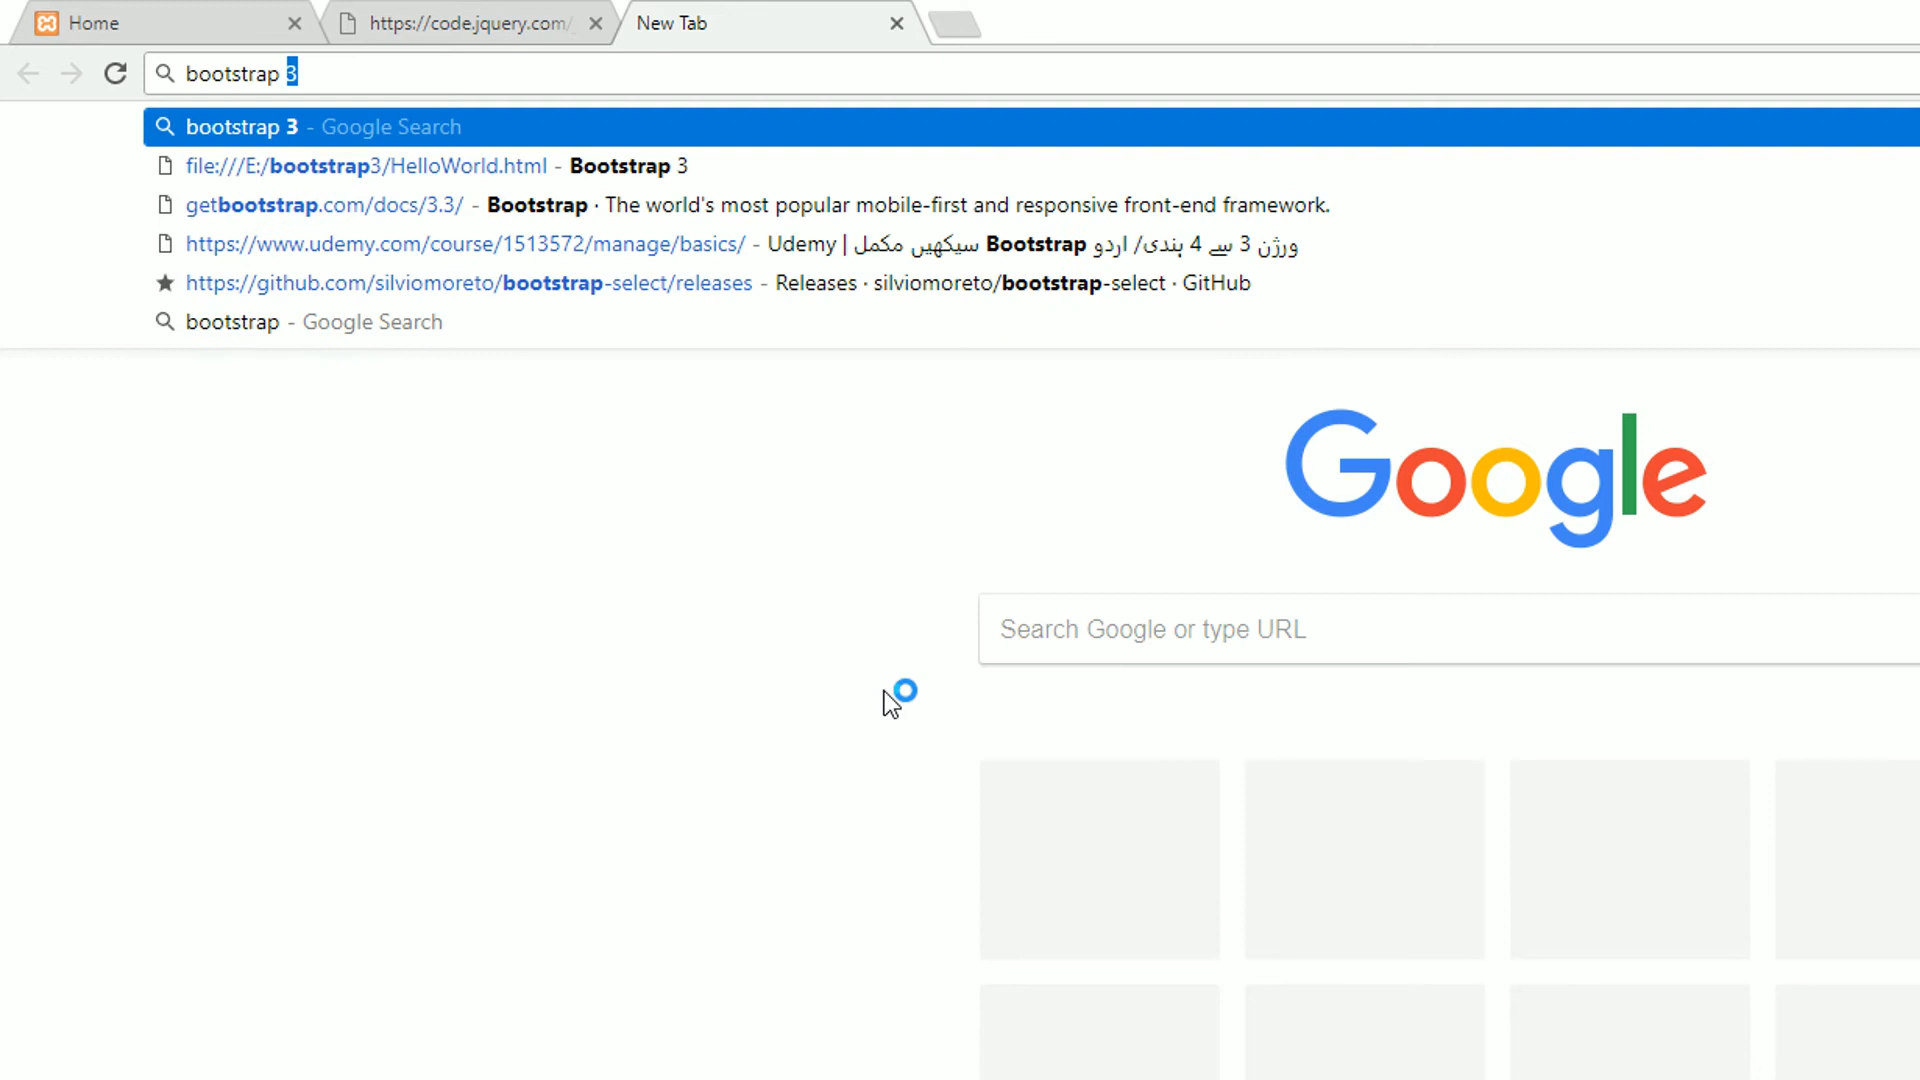 Home
https://code.jquery.com/
New Tab
bootstrap 3
bootstrap 3 - Google Search
file:///E:/bootstrap3/HelloWorld.html - Bootstrap 3
getbootstrap.com/docs/3.3/ - Bootstrap · The world's most popular mobile-first and responsive front-end framework.
https://www.udemy.com/course/1513572/manage/basics/ - Udemy | سیکھیں مکمل Bootstrap ورژن 3 سے 4 ہندی/ اردو
https://github.com/silviomoreto/bootstrap-select/releases - Releases · silviomoreto/bootstrap-select · GitHub
bootstrap - Google Search
Google
Search Google or type URL